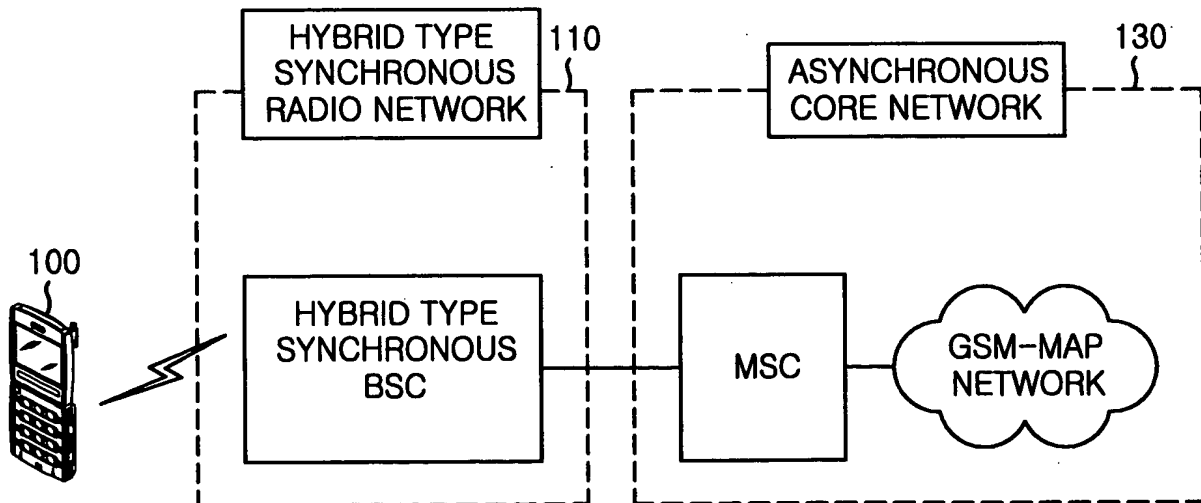 HYBRID TYPE
SYNCHRONOUS
RADIO NETWORK
110
ASYNCHRONOUS
CORE NETWORK
130
100
HYBRID TYPE
SYNCHRONOUS
BSC
MSC
GSM-MAP
NETWORK